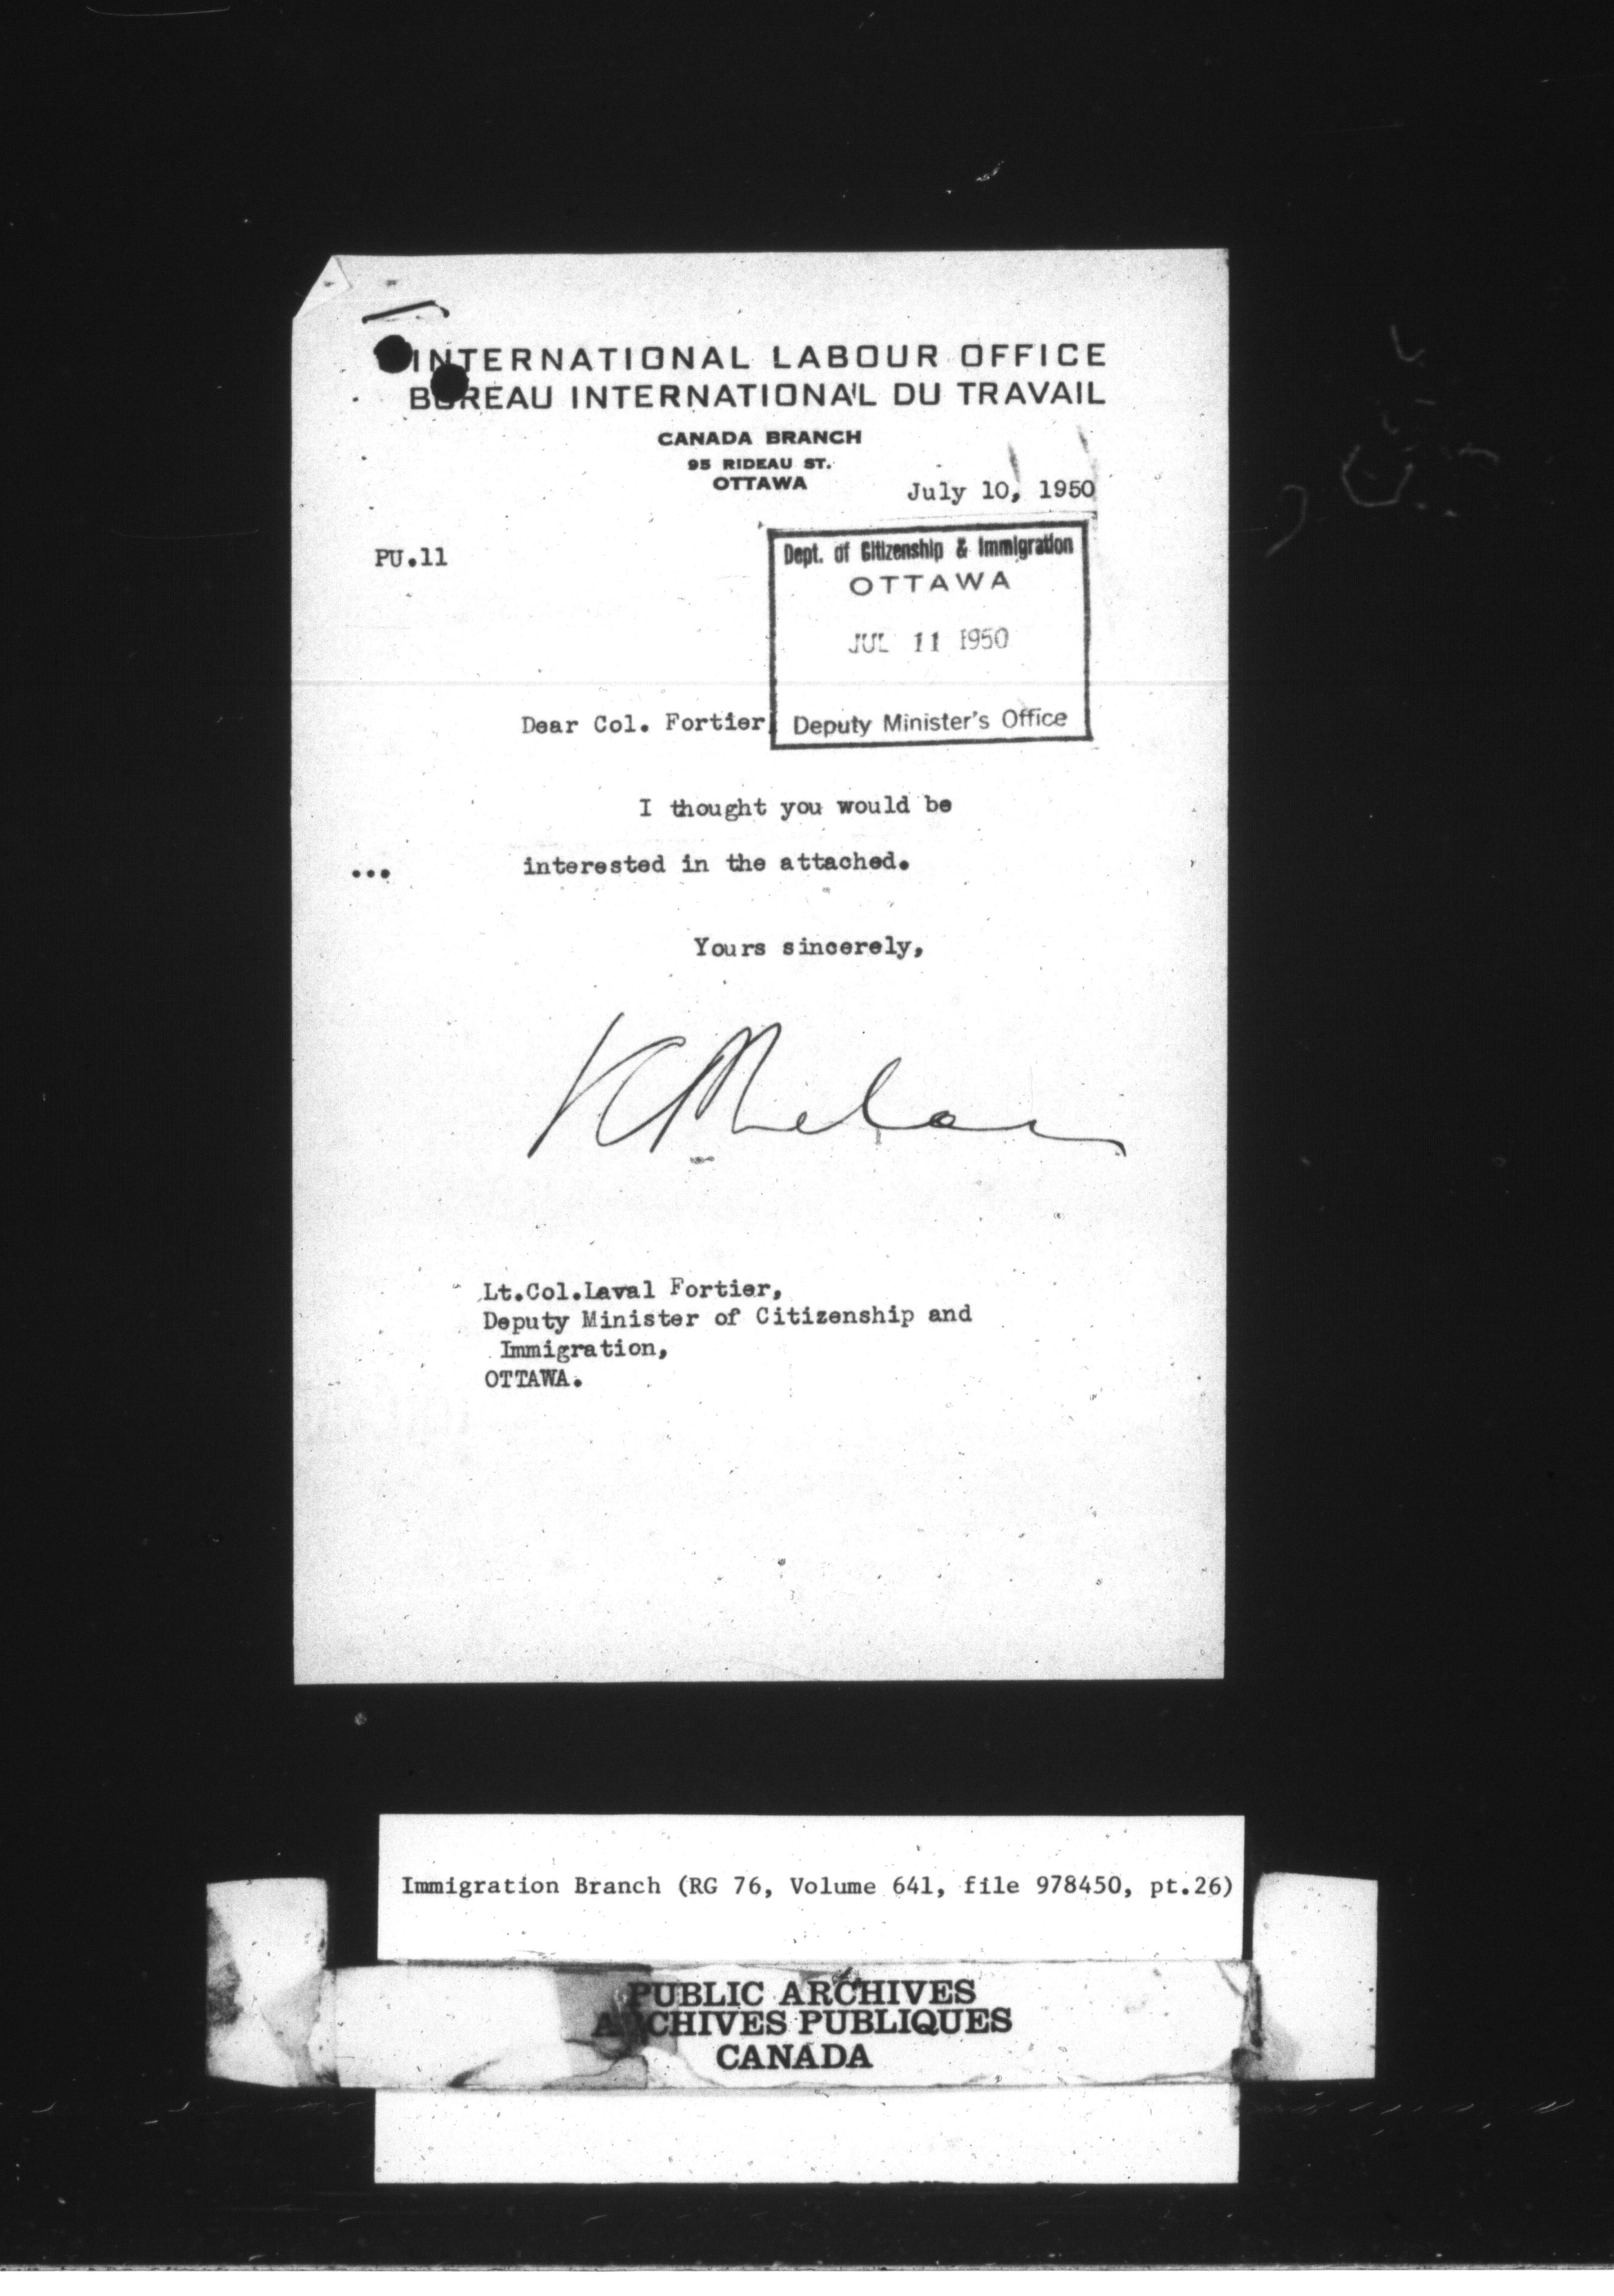 INTERNATIONAL LABOUR OFFICE
BUREAU INTERNATIONAL DU TRAVAIL
CANADA BRANCH
95 RIDEAU ST.
OTTAWA
July 10, 1950
PU.11
Dept. of Citizenship & Immigration
OTTAWA
JUL 11 1950
Deputy Minister's Office
Dear Col. Fortier
I thought you would be
... interested in the attached.
Yours sincerely,
Lt.Col.Laval Fortier,
Deputy Minister of Citizenship and
Immigration,
OTTAWA.
Immigration Branch (RG 76, Volume 641, file 978450, pt.26)
PUBLIC ARCHIVES
ARCHIVES PUBLIQUES
CANADA